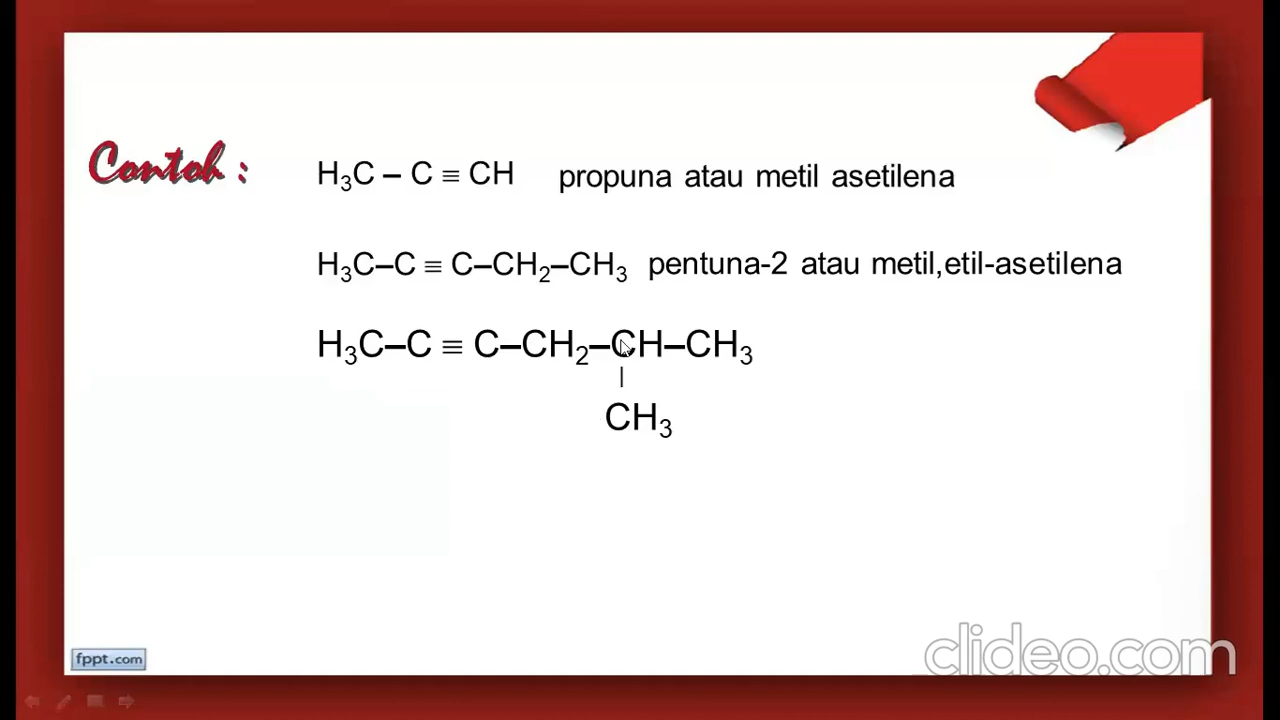 Contoh :
H₃C – C ≡ CH propuna atau metil asetilena
H₃C–C ≡ C–CH₂–CH₃ pentuna-2 atau metil,etil-asetilena
H₃C–C ≡ C–CH₂–CH–CH₃
|
CH₃
fppt.com
clideo.com